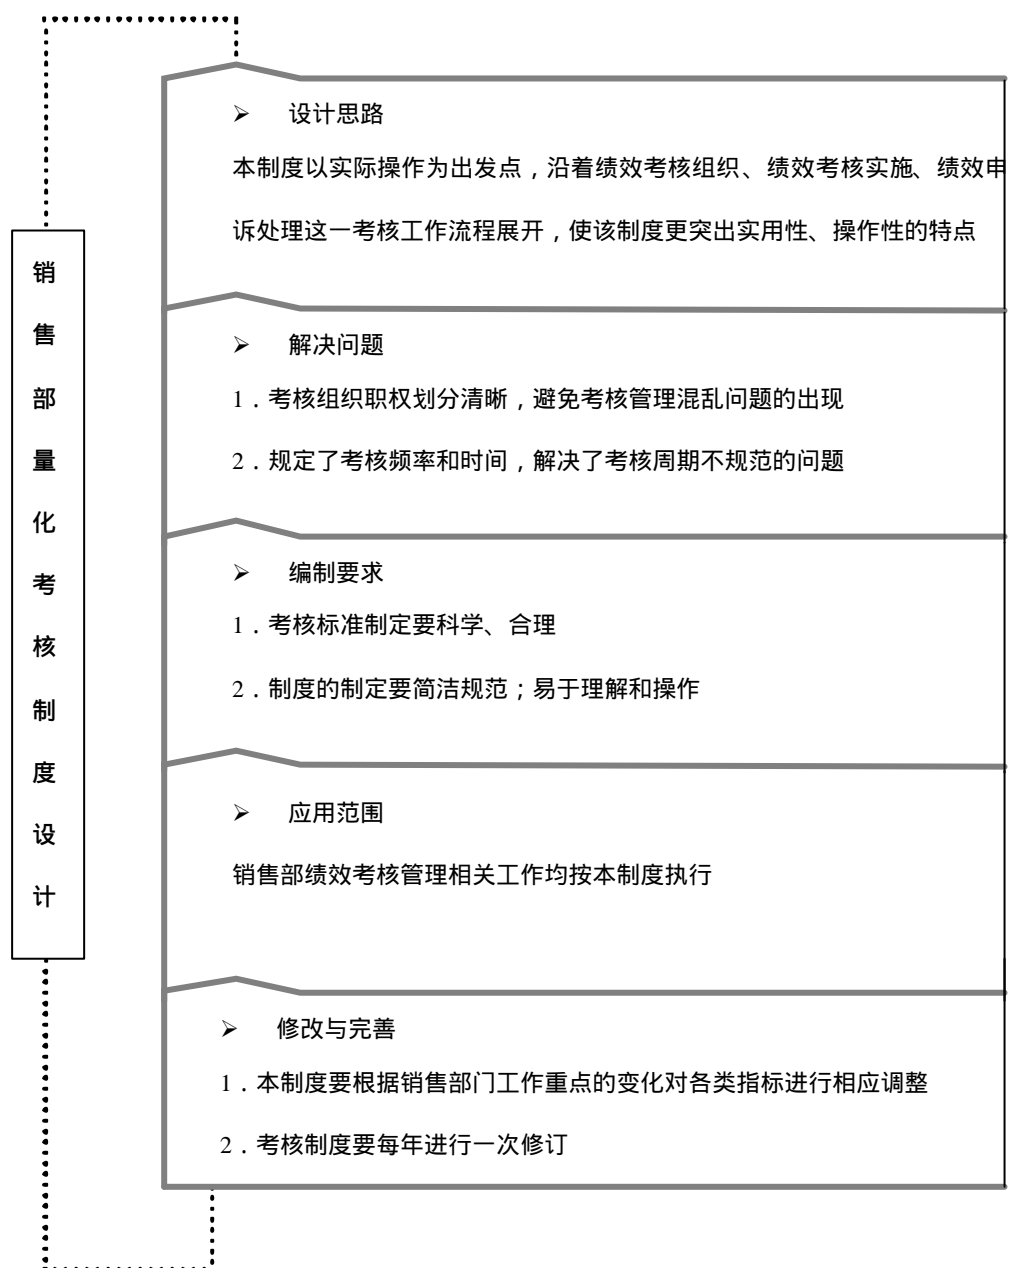 销售部量化考核制度设计
➢ 设计思路
本制度以实际操作为出发点，沿着绩效考核组织、绩效考核实施、绩效申
诉处理这一考核工作流程展开，使该制度更突出实用性、操作性的特点
➢ 解决问题
1．考核组织职权划分清晰，避免考核管理混乱问题的出现
2．规定了考核频率和时间，解决了考核周期不规范的问题
➢ 编制要求
1．考核标准制定要科学、合理
2．制度的制定要简洁规范；易于理解和操作
➢ 应用范围
销售部绩效考核管理相关工作均按本制度执行
➢ 修改与完善
1．本制度要根据销售部门工作重点的变化对各类指标进行相应调整
2．考核制度要每年进行一次修订